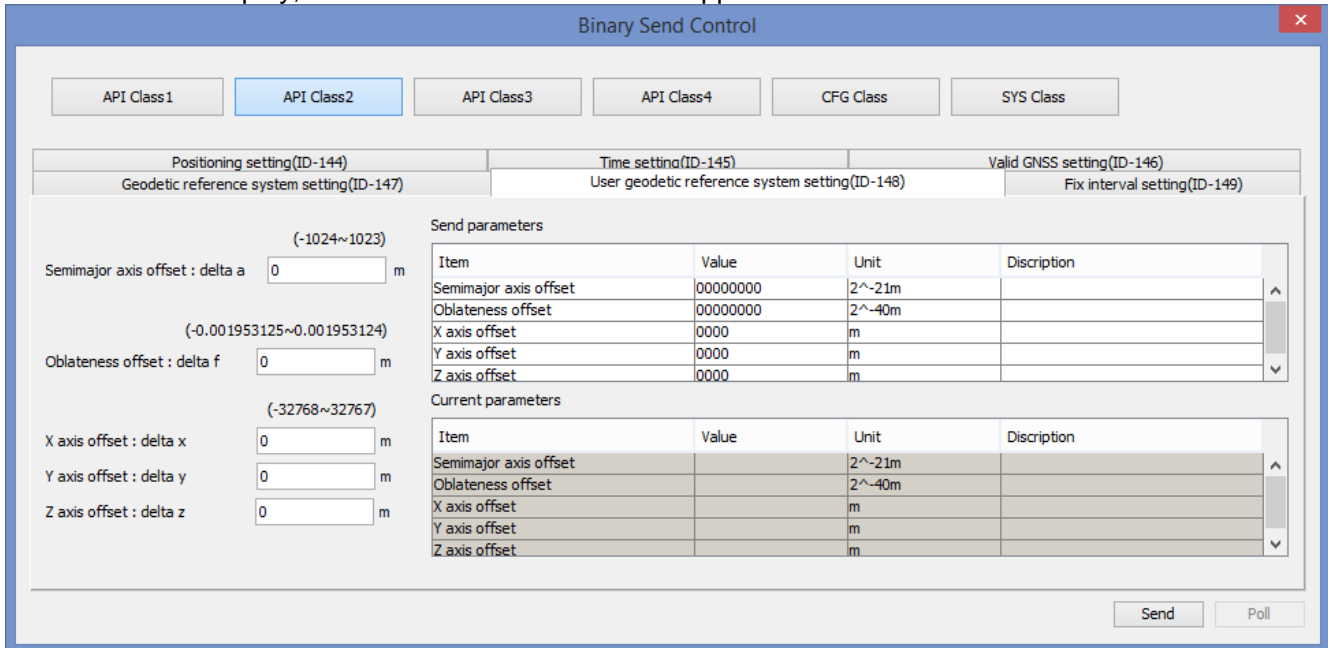 Binary Send Control
API Class1 API Class2 API Class3 API Class4 CFG Class SYS Class
Positioning setting(ID-144) Time setting(ID-145) Valid GNSS setting(ID-146)
Geodetic reference system setting(ID-147) User geodetic reference system setting(ID-148) Fix interval setting(ID-149)
(-1024~1023)
Semimajor axis offset : delta a 0 m
(-0.001953125~0.001953124)
Oblateness offset : delta f 0 m
(-32768~32767)
X axis offset : delta x 0 m
Y axis offset : delta y 0 m
Z axis offset : delta z 0 m
Send parameters
Item Value Unit Discription
Semimajor axis offset 00000000 2^-21m
Oblateness offset 00000000 2^-40m
X axis offset 0000 m
Y axis offset 0000 m
Z axis offset 0000 m
Current parameters
Item Value Unit Discription
Semimajor axis offset 2^-21m
Oblateness offset 2^-40m
X axis offset m
Y axis offset m
Z axis offset m
Send Poll